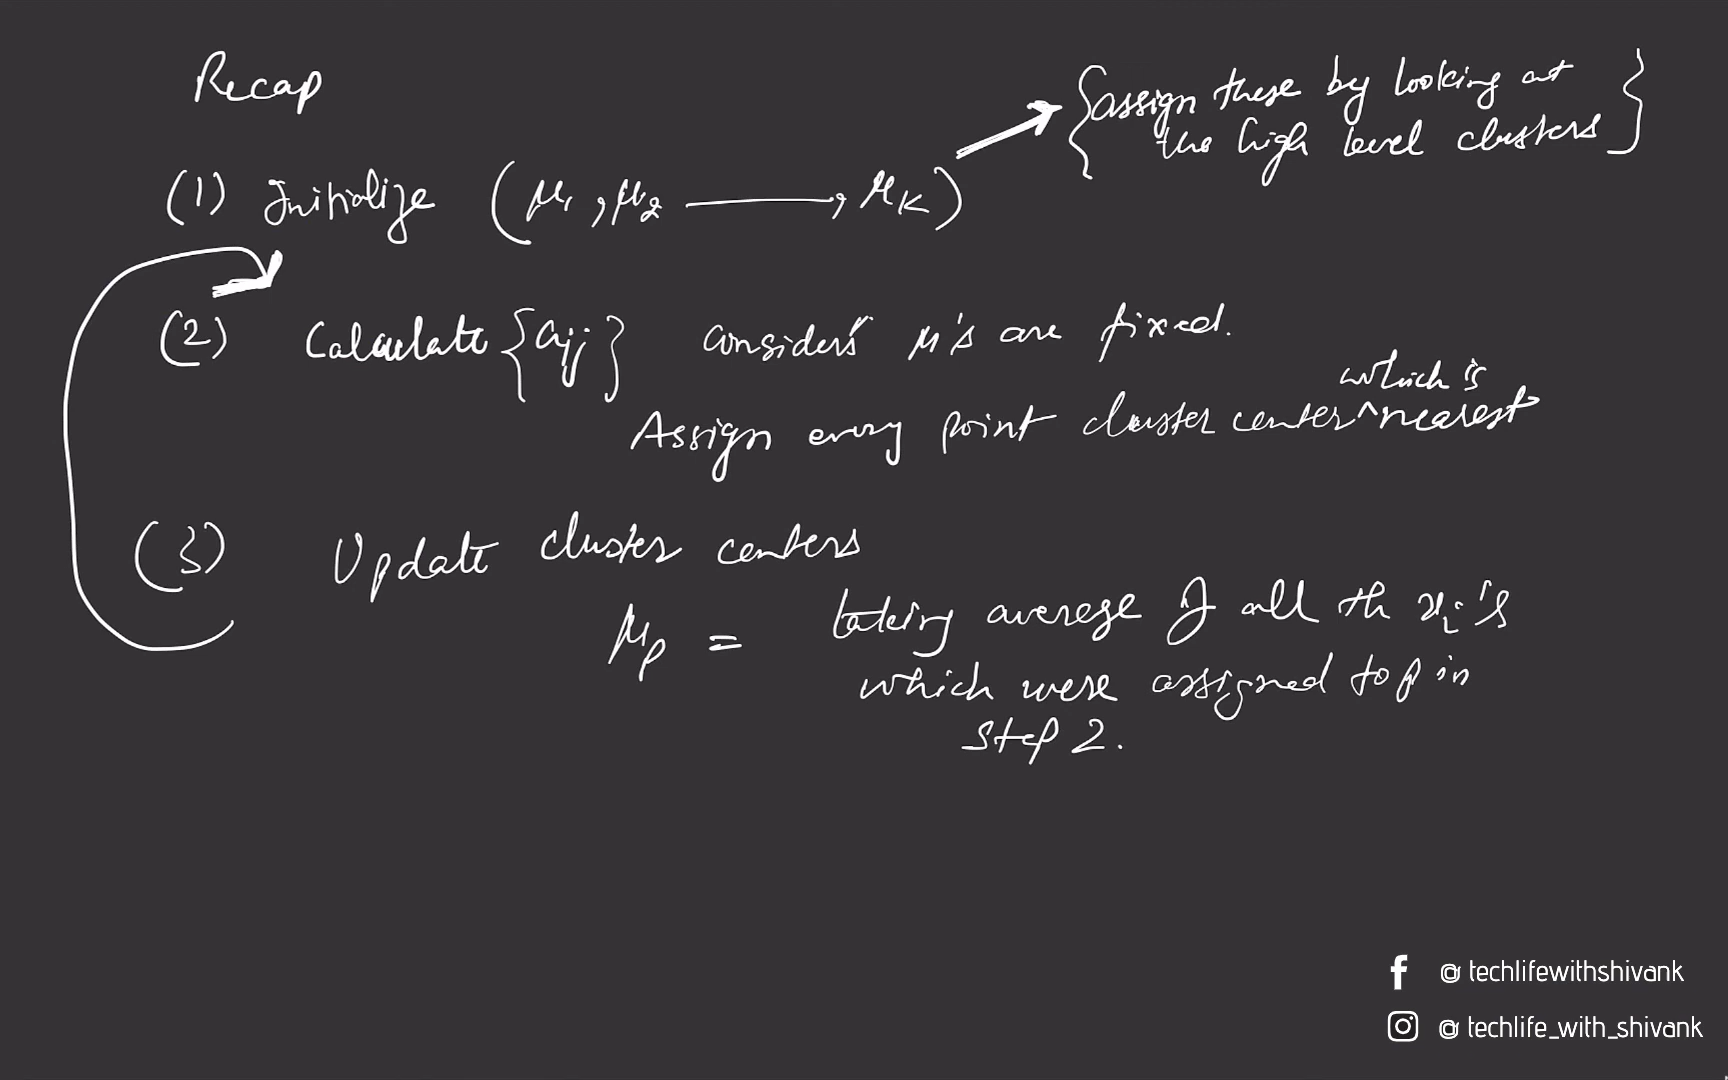 Recap
{assign these by looking at
the high level clusters}
(1) Initialize (μ1, μ2 ———, μK)
(2) Calculate {aij} consider μ's are fixed.
which is
Assign every point cluster center ^ nearest
(3) Update cluster centers
μp = taking average of all th xi's
which were assigned to p in
step 2.
f @ techlifewithshivank
@ techlife_with_shivank